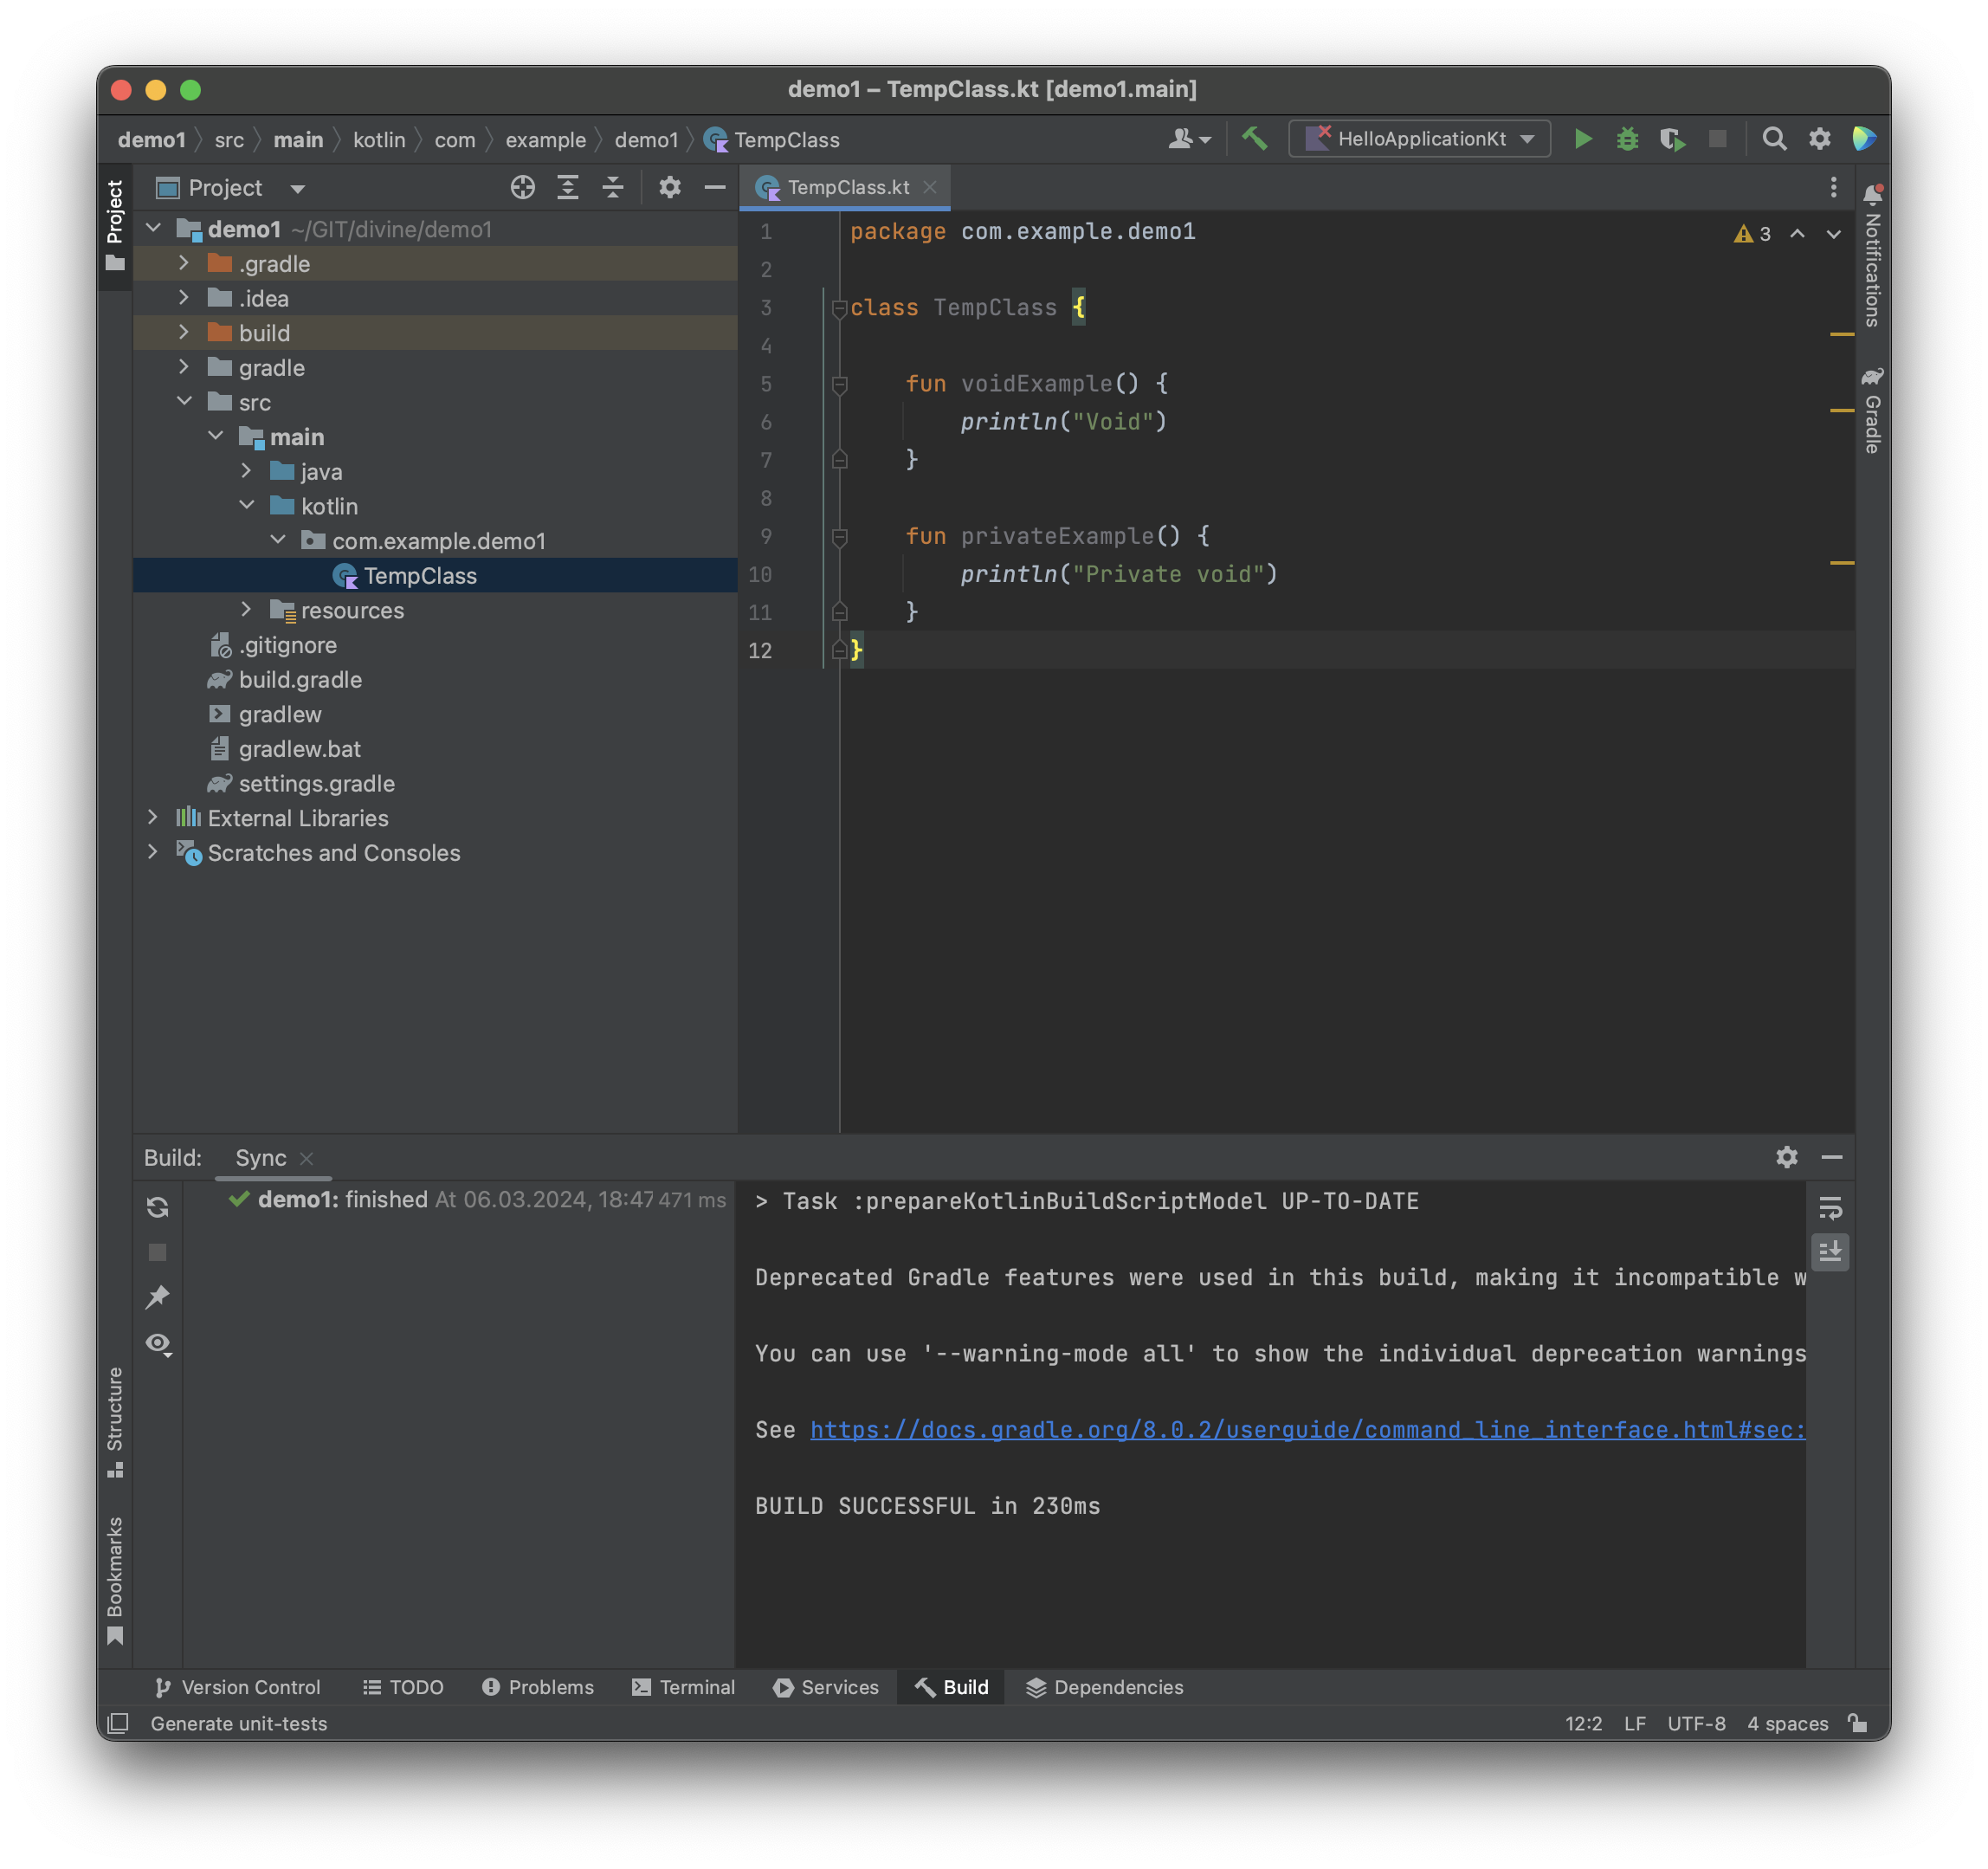 demo1 – TempClass.kt [demo1.main]
demo1 src main kotlin com example demo1 TempClass
HelloApplicationKt
Project
Project
TempClass.kt
Notifications
Gradle
demo1 ~/GIT/divine/demo1
.gradle
.idea
build
gradle
src
main
java
kotlin
com.example.demo1
TempClass
resources
.gitignore
build.gradle
gradlew
gradlew.bat
settings.gradle
External Libraries
Scratches and Consoles
3
1 package com.example.demo1
2
3 class TempClass {
4
5 fun voidExample() {
6 println("Void")
7 }
8
9 fun privateExample() {
10 println("Private void")
11 }
12 }
Build: Sync
demo1: finished At 06.03.2024, 18:47 471 ms
> Task :prepareKotlinBuildScriptModel UP-TO-DATE
Deprecated Gradle features were used in this build, making it incompatible w
You can use '--warning-mode all' to show the individual deprecation warnings
See https://docs.gradle.org/8.0.2/userguide/command_line_interface.html#sec:
BUILD SUCCESSFUL in 230ms
Structure
Bookmarks
Version Control TODO Problems Terminal Services Build Dependencies
Generate unit-tests
12:2 LF UTF-8 4 spaces